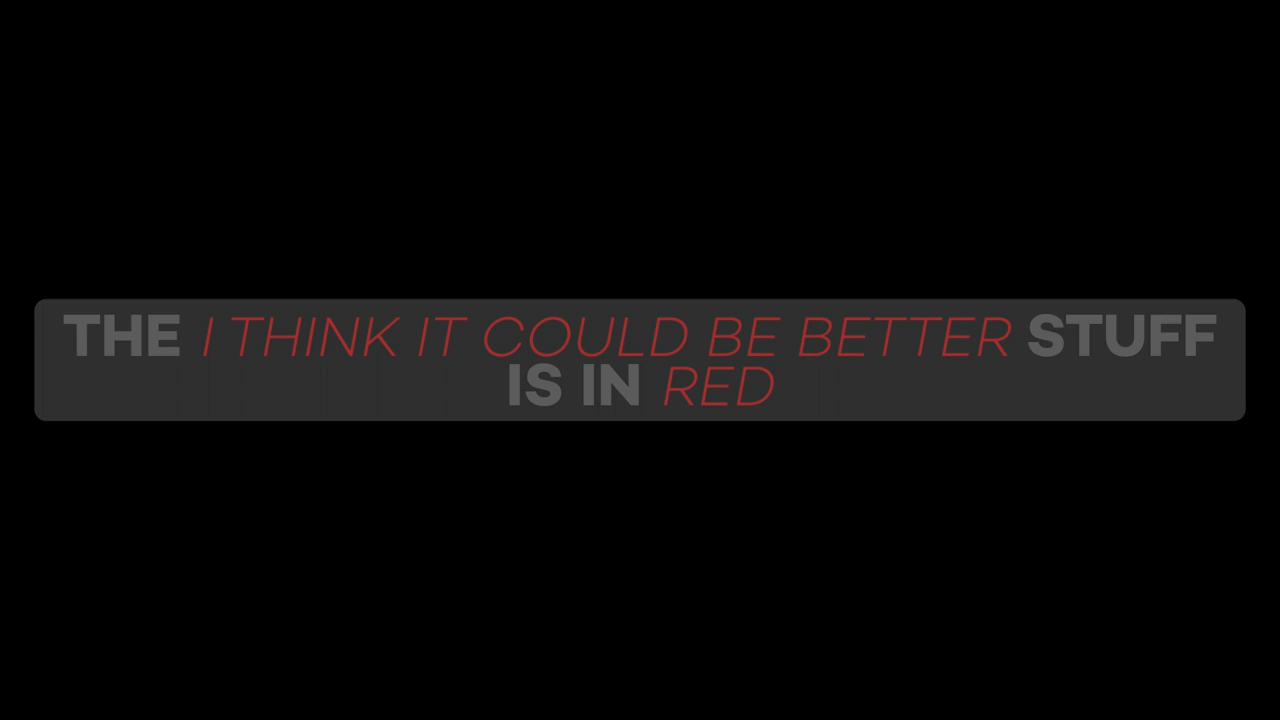 THE I THINK IT COULD BE BETTER STUFF
IS IN RED